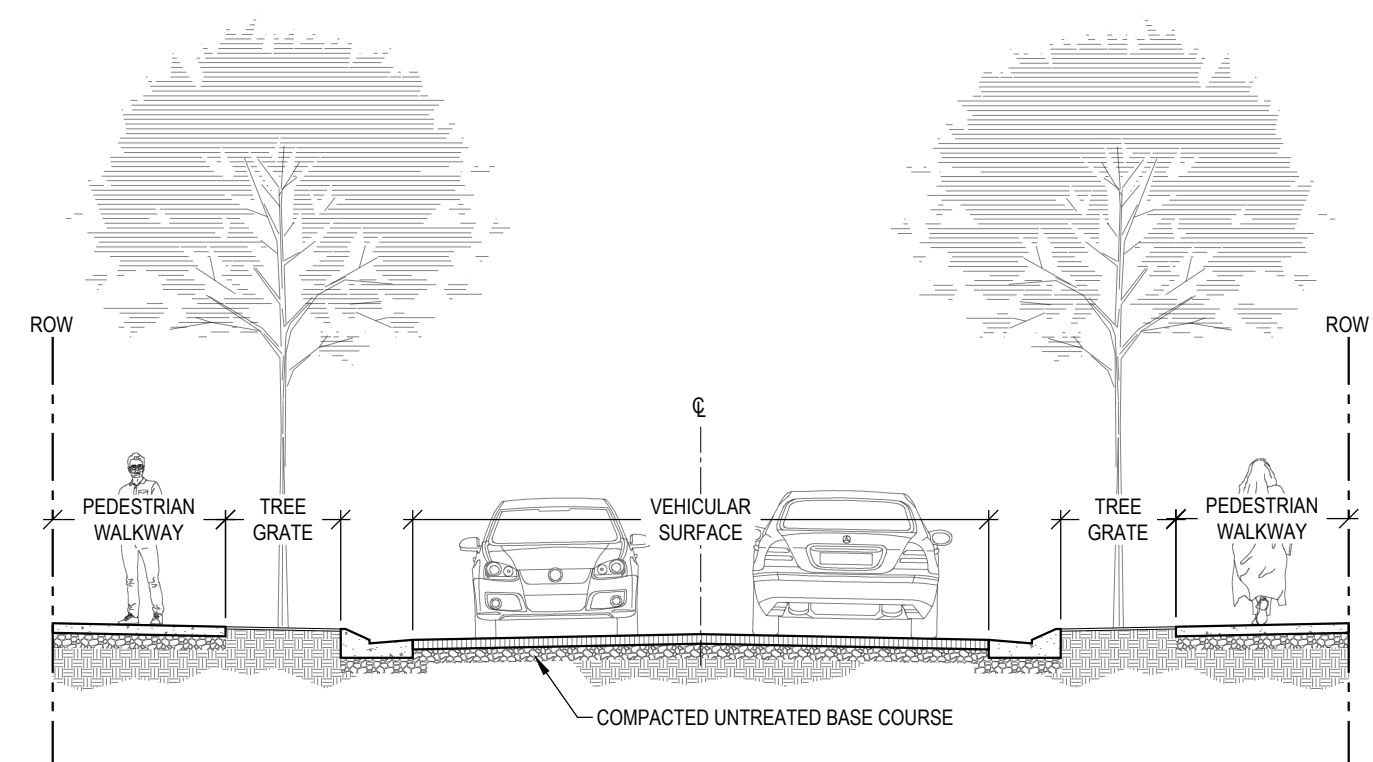 ROW
ROW
℄
PEDESTRIAN
WALKWAY
TREE
GRATE
VEHICULAR
SURFACE
TREE
GRATE
PEDESTRIAN
WALKWAY
COMPACTED UNTREATED BASE COURSE